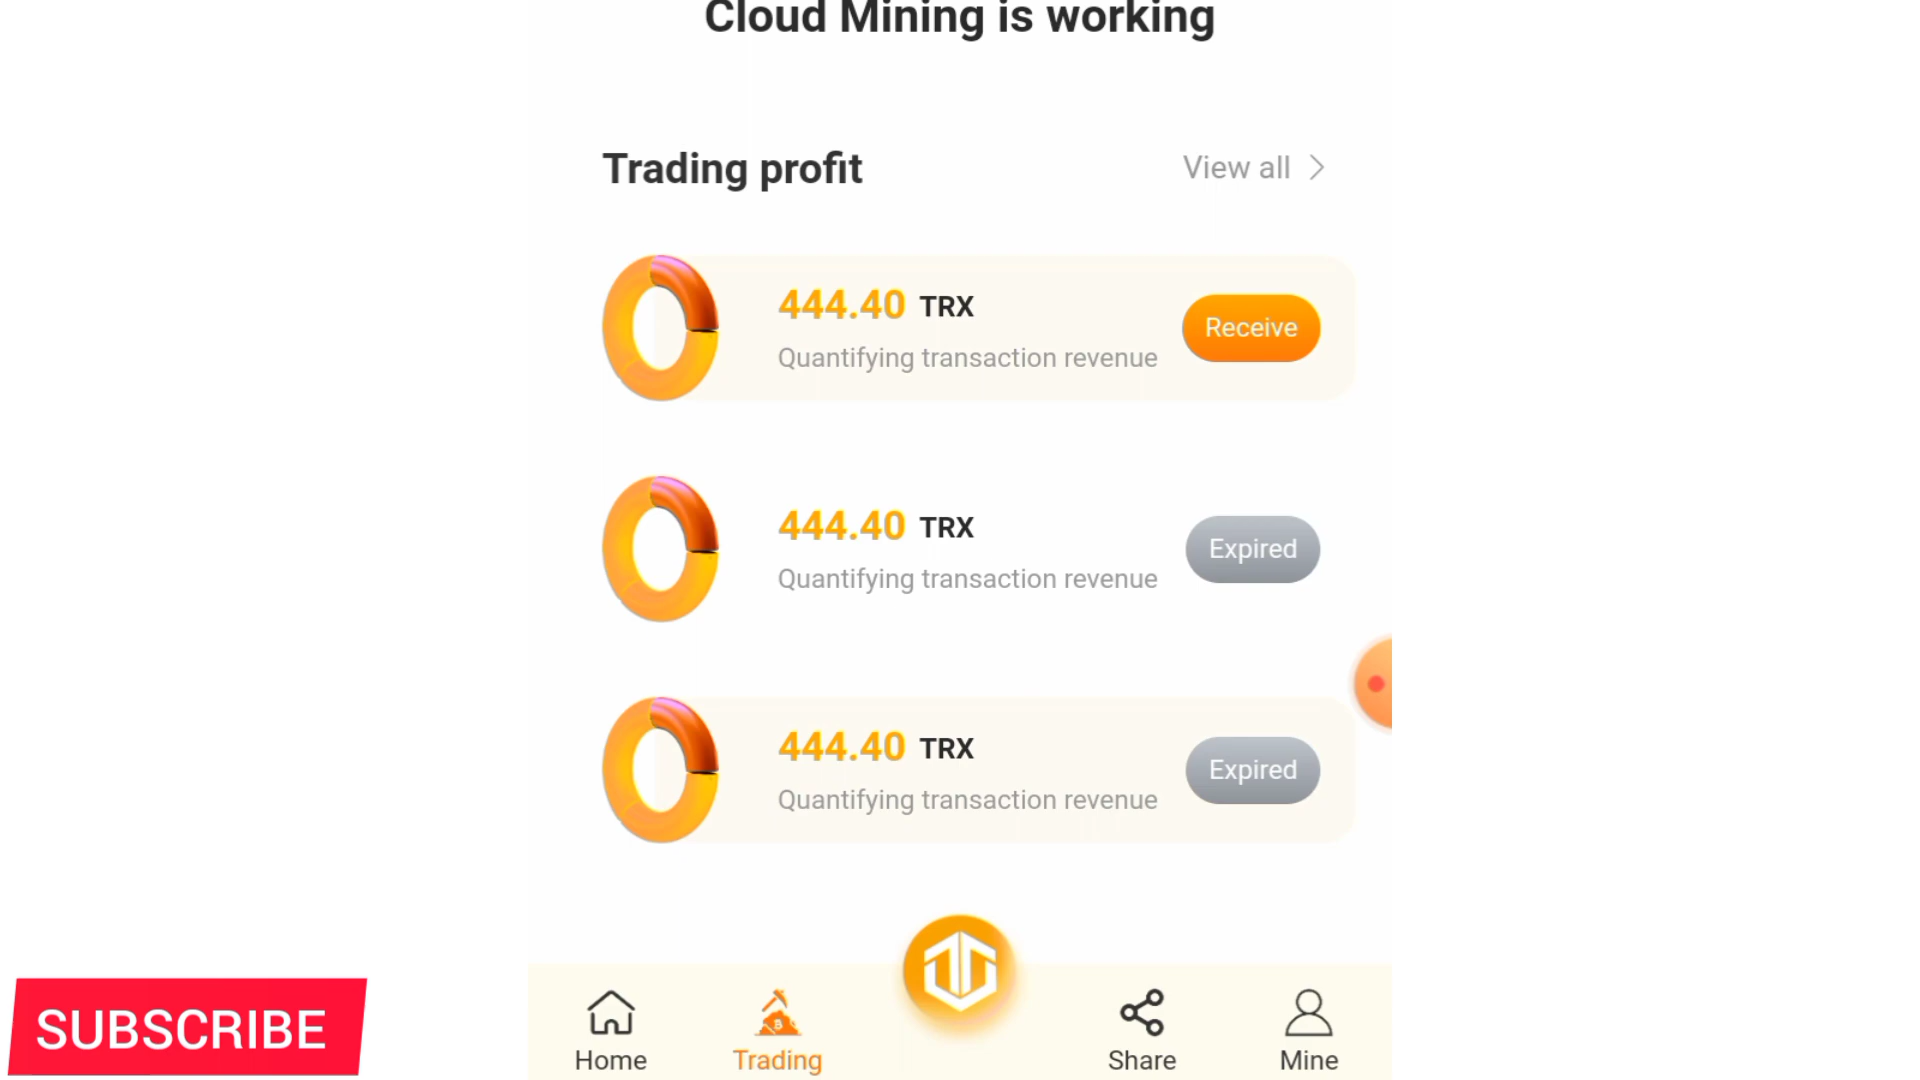 Cloud Mining is working
Trading profit
View all
444.40 TRX
Quantifying transaction revenue
Receive
444.40 TRX
Quantifying transaction revenue
Expired
444.40 TRX
Quantifying transaction revenue
Expired
Home
Trading
Share
Mine
SUBSCRIBE